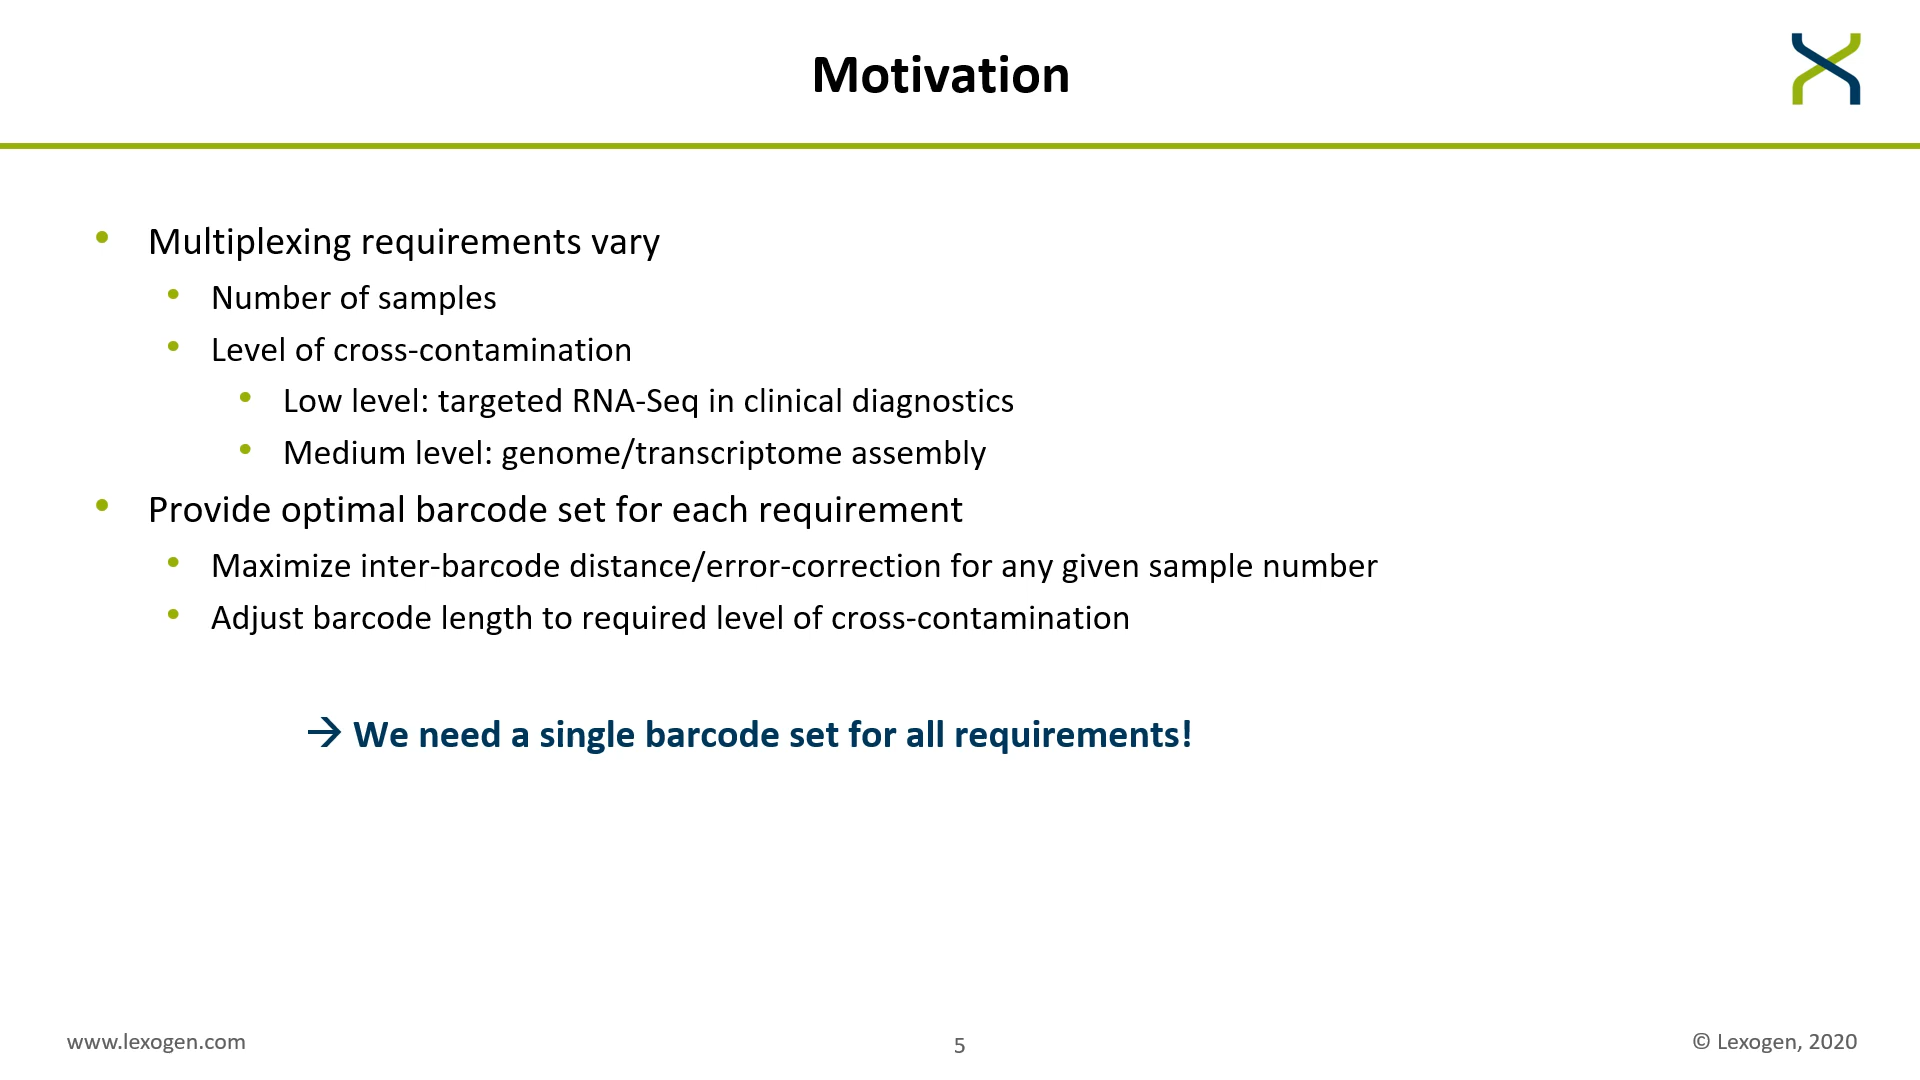 Motivation
• Multiplexing requirements vary
• Number of samples
• Level of cross-contamination
• Low level: targeted RNA-Seq in clinical diagnostics
• Medium level: genome/transcriptome assembly
• Provide optimal barcode set for each requirement
• Maximize inter-barcode distance/error-correction for any given sample number
• Adjust barcode length to required level of cross-contamination
→ We need a single barcode set for all requirements!
www.lexogen.com
5
© Lexogen, 2020